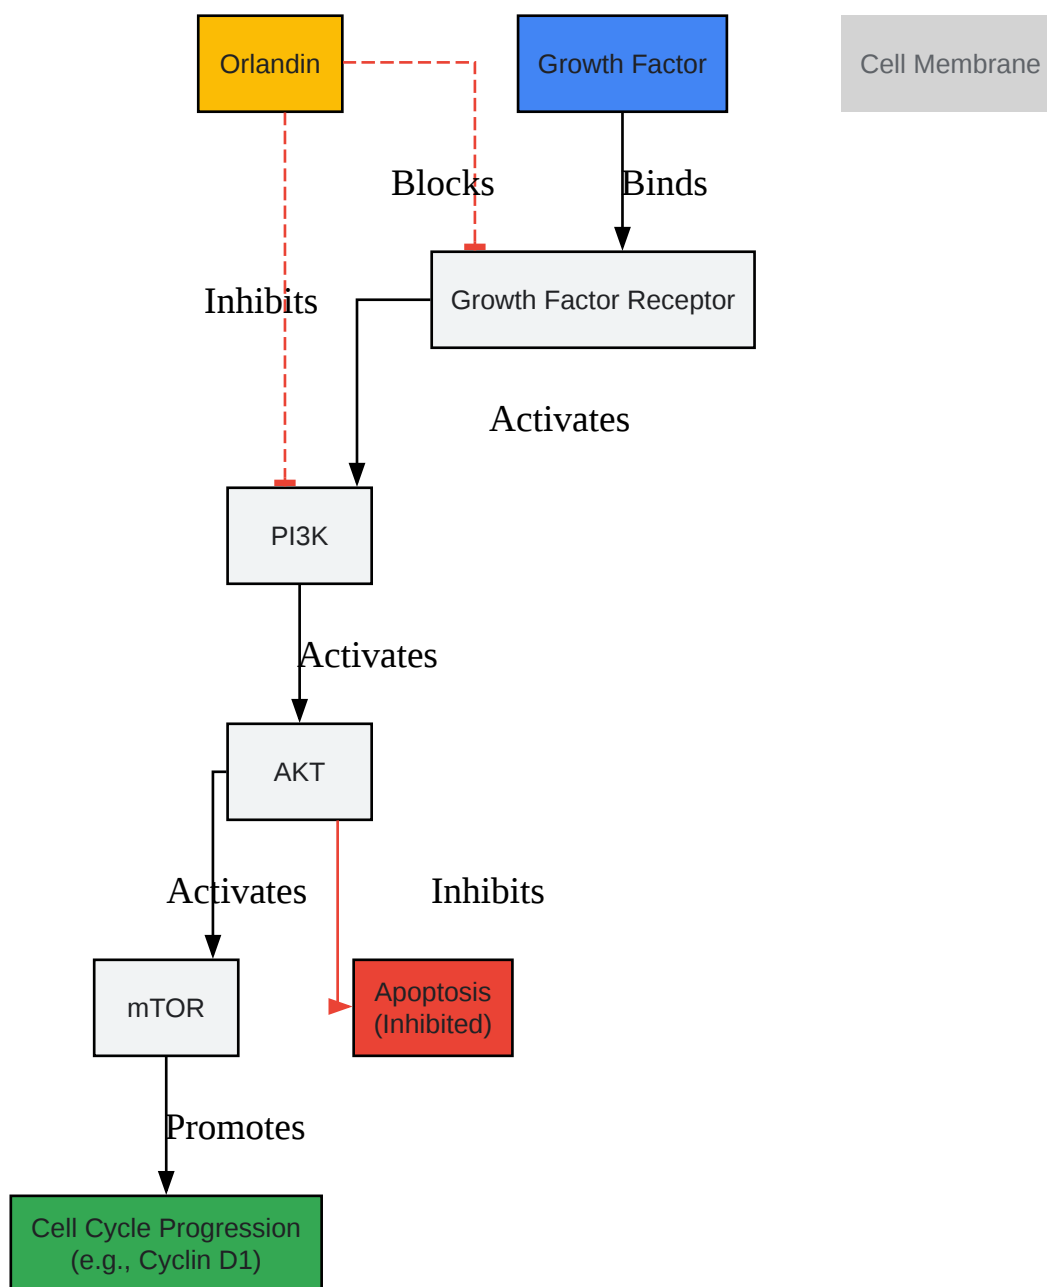 Orlandin
Growth Factor
Cell Membrane
Blocks
Binds
Inhibits
Growth Factor Receptor
Activates
PI3K
Activates
AKT
Activates
Inhibits
mTOR
Apoptosis
(Inhibited)
Promotes
Cell Cycle Progression
(e.g., Cyclin D1)